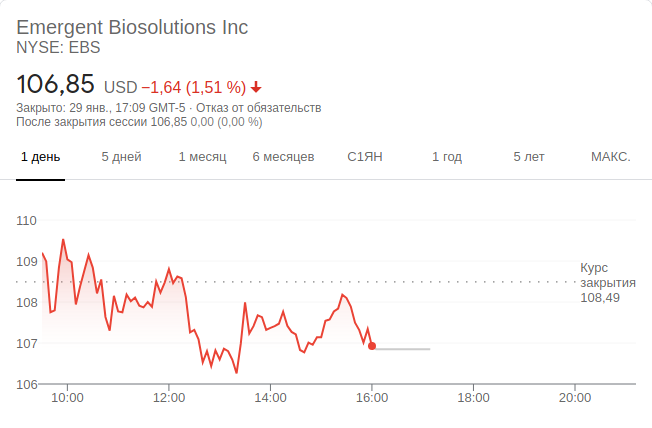 Emergent Biosolutions Inc
NYSE: EBS
106,85 USD −1,64 (1,51 %)
Закрыто: 29 янв., 17:09 GMT-5 · Отказ от обязательств
После закрытия сессии 106,85 0,00 (0,00 %)
1 день 5 дней 1 месяц 6 месяцев С1ЯН 1 год 5 лет МАКС.
110
109
Курс
закрытия
108,49
108
107
106
10:00 12:00 14:00 16:00 18:00 20:00